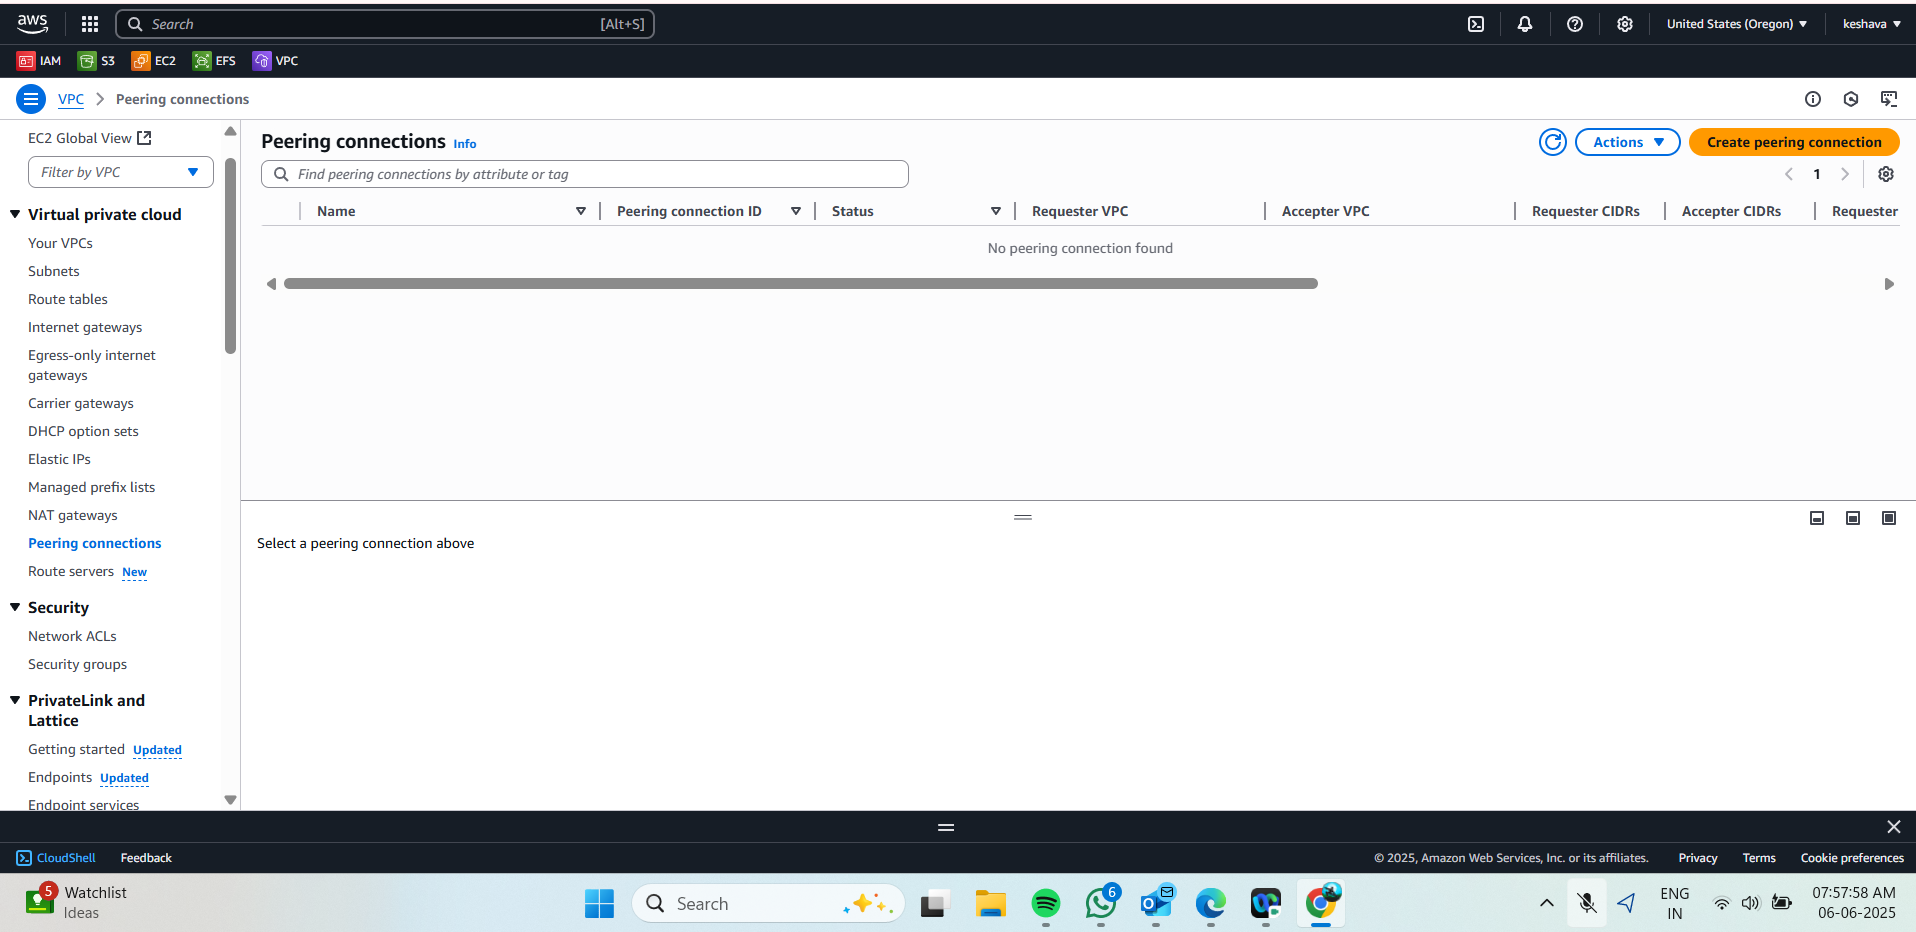 aws
Search [Alt+S]
United States (Oregon)
keshava
IAM S3 EC2 EFS VPC
VPC Peering connections
EC2 Global View
Filter by VPC
Virtual private cloud
Your VPCs
Subnets
Route tables
Internet gateways
Egress-only internet
gateways
Carrier gateways
DHCP option sets
Elastic IPs
Managed prefix lists
NAT gateways
Peering connections
Route servers New
Security
Network ACLs
Security groups
PrivateLink and
Lattice
Getting started Updated
Endpoints Updated
Endpoint services
Peering connections Info
Actions
Create peering connection
Find peering connections by attribute or tag
1
Name Peering connection ID Status Requester VPC Accepter VPC Requester CIDRs Accepter CIDRs Requester
No peering connection found
Select a peering connection above
CloudShell Feedback
© 2025, Amazon Web Services, Inc. or its affiliates. Privacy Terms Cookie preferences
5
Watchlist
Ideas
Search
6
ENG
IN
07:57:58 AM
06-06-2025